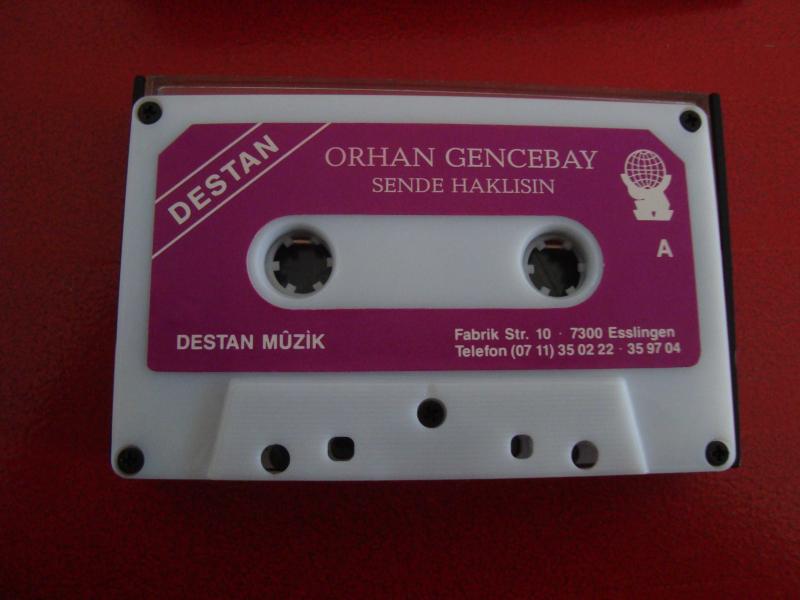 DESTAN
ORHAN GENCEBAY
SENDE HAKLISIN
A
DESTAN MÛZİK
Fabrik Str. 10 · 7300 Esslingen
Telefon (07 11) 35 02 22 · 35 97 04